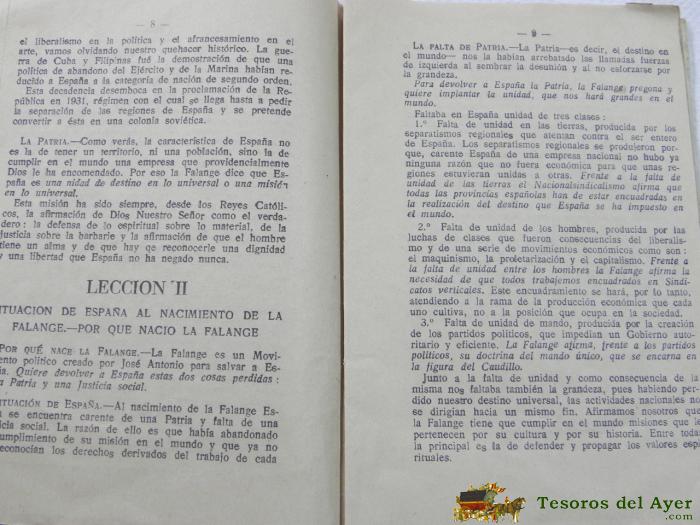 — 8 —
el liberalismo en la política y el afrancesamiento en el
arte, vamos olvidando nuestro quehacer histórico. La gue-
rra de Cuba y Filipinas fué la demostración de que una
política de abandono del Ejército y de la Marina habían re-
ducido a España a la categoría de nación de segundo orden.
Esta decadencia desemboca en la proclamación de la Re-
pública en 1931, régimen con el cual se llega hasta a pedir
la separación de las regiones de España y se pretende
convertir a ésta en una colonia soviética.
LA PATRIA.—Como verás, la característica de España no
es la de tener un territorio, ni una población, sino la de
cumplir en el mundo una empresa que providencialmente
Dios le ha encomendado. Por eso la Falange dice que Es-
paña es una nidad de destino en lo universal o una misión
en lo universal.
Esta misión ha sido siempre, desde los Reyes Católi-
cos, la afirmación de Dios Nuestro Señor como el verda-
dero: la defensa de lo espiritual sobre lo material, de la
justicia sobre la barbarie y la afirmación de que el hombre
tiene un alma y de que hay que reconocerle una dignidad
y una libertad que España no ha negado nunca.
LECCION II
ITUACION DE ESPAÑA AL NACIMIENTO DE LA
FALANGE.—POR QUE NACIO LA FALANGE
POR QUÉ NACE LA FALANGE.—La Falange es un Movi-
iento político creado por José Antonio para salvar a Es-
ña. Quiere devolver a España estas dos cosas perdidas:
a Patria y una Justicia social.
ITUACIÓN DE ESPAÑA.—Al nacimiento de la Falange Es-
a se encuentra carente de una Patria y falta de una
icia social. La razón de ello es que había abandonado
umplimiento de su misión en el mundo y que ya no
econocían los derechos derivados del trabajo de cada
— 9 —
LA FALTA DE PATRIA.—La Patria—es decir, el destino en
el mundo— nos la habían arrebatado las llamadas fuerzas
de izquierda al sembrar la desunión y al no esforzarse por
la grandeza.
Para devolver a España la Patria, la Falange pregona y
quiere implantar la unidad, que nos hará grandes en el
mundo.
Faltaba en España unidad de tres clases:
1.º Falta de unidad en las tierras, producida por los
separatismos regionales que atentan contra el ser entero
de España. Los separatismos regionales se produjeron por-
que, carente España de una empresa nacional no hubo ya
ninguna razón que no fuera económica para que unas re-
giones estuvieran unidas a otras. Frente a la falta de
unidad de las tierras el Nacionalsindicalismo afirma que
todas las provincias españolas han de estar encuadradas en
la realización del destino que España se ha impuesto en
el mundo.
2.º Falta de unidad de los hombres, producida por las
luchas de clases que fueron consecuencias del liberalis-
mo y de una serie de movimientos económicos como son:
el maquinismo, la proletarización y el capitalismo. Frente a
la falta de unidad entre los hombres la Falange afirma la
necesidad de que todos trabajemos encuadrados en Sindi-
catos verticales. Este encuadramiento se hará, por lo tanto,
atendiendo a la rama de la producción económica que cada
uno cultiva, no a la posición que ocupa en la sociedad.
3.º Falta de unidad de mando, producida por la creación
de los partidos políticos, que impedían un Gobierno auto-
ritario y eficiente. La Falange afirma, frente a los partidos
políticos, su doctrina del mando único, que se encarna en
la figura del Caudillo.
Junto a la falta de unidad y como consecuencia de la
misma nos faltaba también la grandeza, pues habiendo per-
dido nuestro destino universal, las actividades nacionales no
se dirigían hacia un mismo fin. Afirmamos nosotros que
la Falange tiene que cumplir en el mundo misiones que le
pertenecen por su cultura y por su historia. Entre todas
la principal es la de defender y propagar los valores espi-
rituales.
Tesoros del Ayer
.com